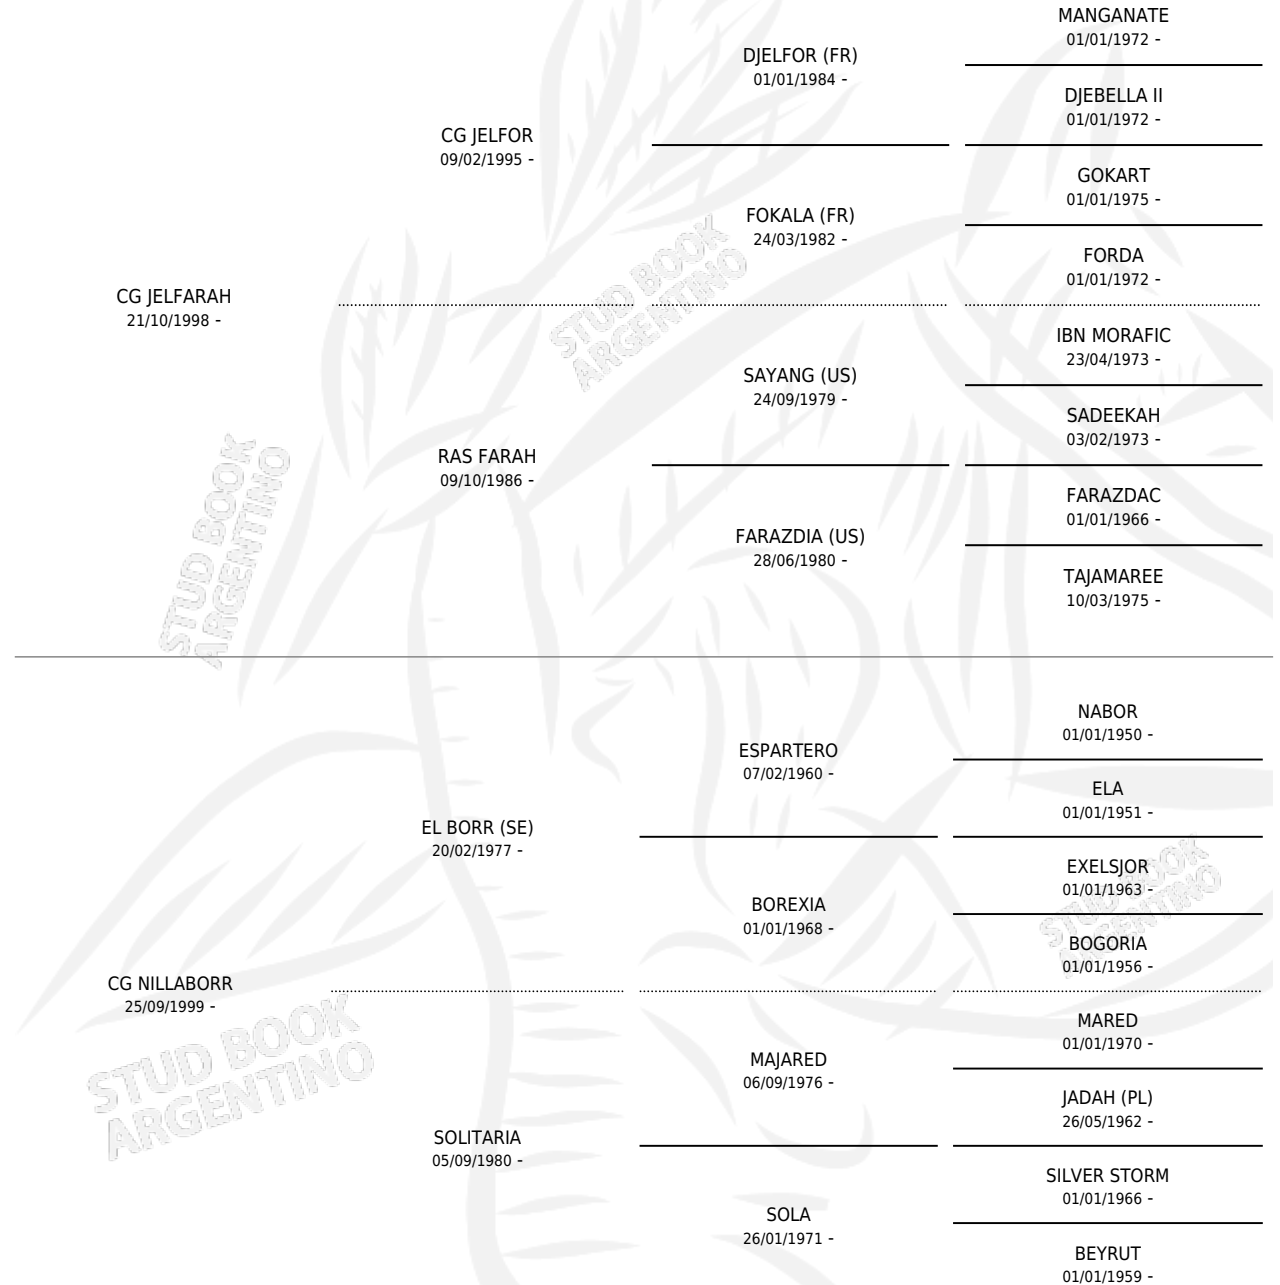 MANGANATE
01/01/1972 -
DJELFOR (FR)
01/01/1984 -
DJEBELLA II
01/01/1972 -
CG JELFOR
09/02/1995 -
GOKART
01/01/1975 -
FOKALA (FR)
24/03/1982 -
FORDA
01/01/1972 -
CG JELFARAH
21/10/1998 -
IBN MORAFIC
23/04/1973 -
SAYANG (US)
24/09/1979 -
SADEEKAH
03/02/1973 -
RAS FARAH
09/10/1986 -
FARAZDAC
01/01/1966 -
FARAZDIA (US)
28/06/1980 -
TAJAMAREE
10/03/1975 -
STUD BOOK
ARGENTINO
STUD BOOK
ARGENTINO
NABOR
01/01/1950 -
ESPARTERO
07/02/1960 -
ELA
01/01/1951 -
EL BORR (SE)
20/02/1977 -
EXELSJOR
01/01/1963 -
BOREXIA
01/01/1968 -
BOGORIA
01/01/1956 -
CG NILLABORR
25/09/1999 -
MARED
01/01/1970 -
MAJARED
06/09/1976 -
JADAH (PL)
26/05/1962 -
SOLITARIA
05/09/1980 -
SILVER STORM
01/01/1966 -
SOLA
26/01/1971 -
BEYRUT
01/01/1959 -
STUD BOOK
ARGENTINO
STUD BOOK
ARGENTINO